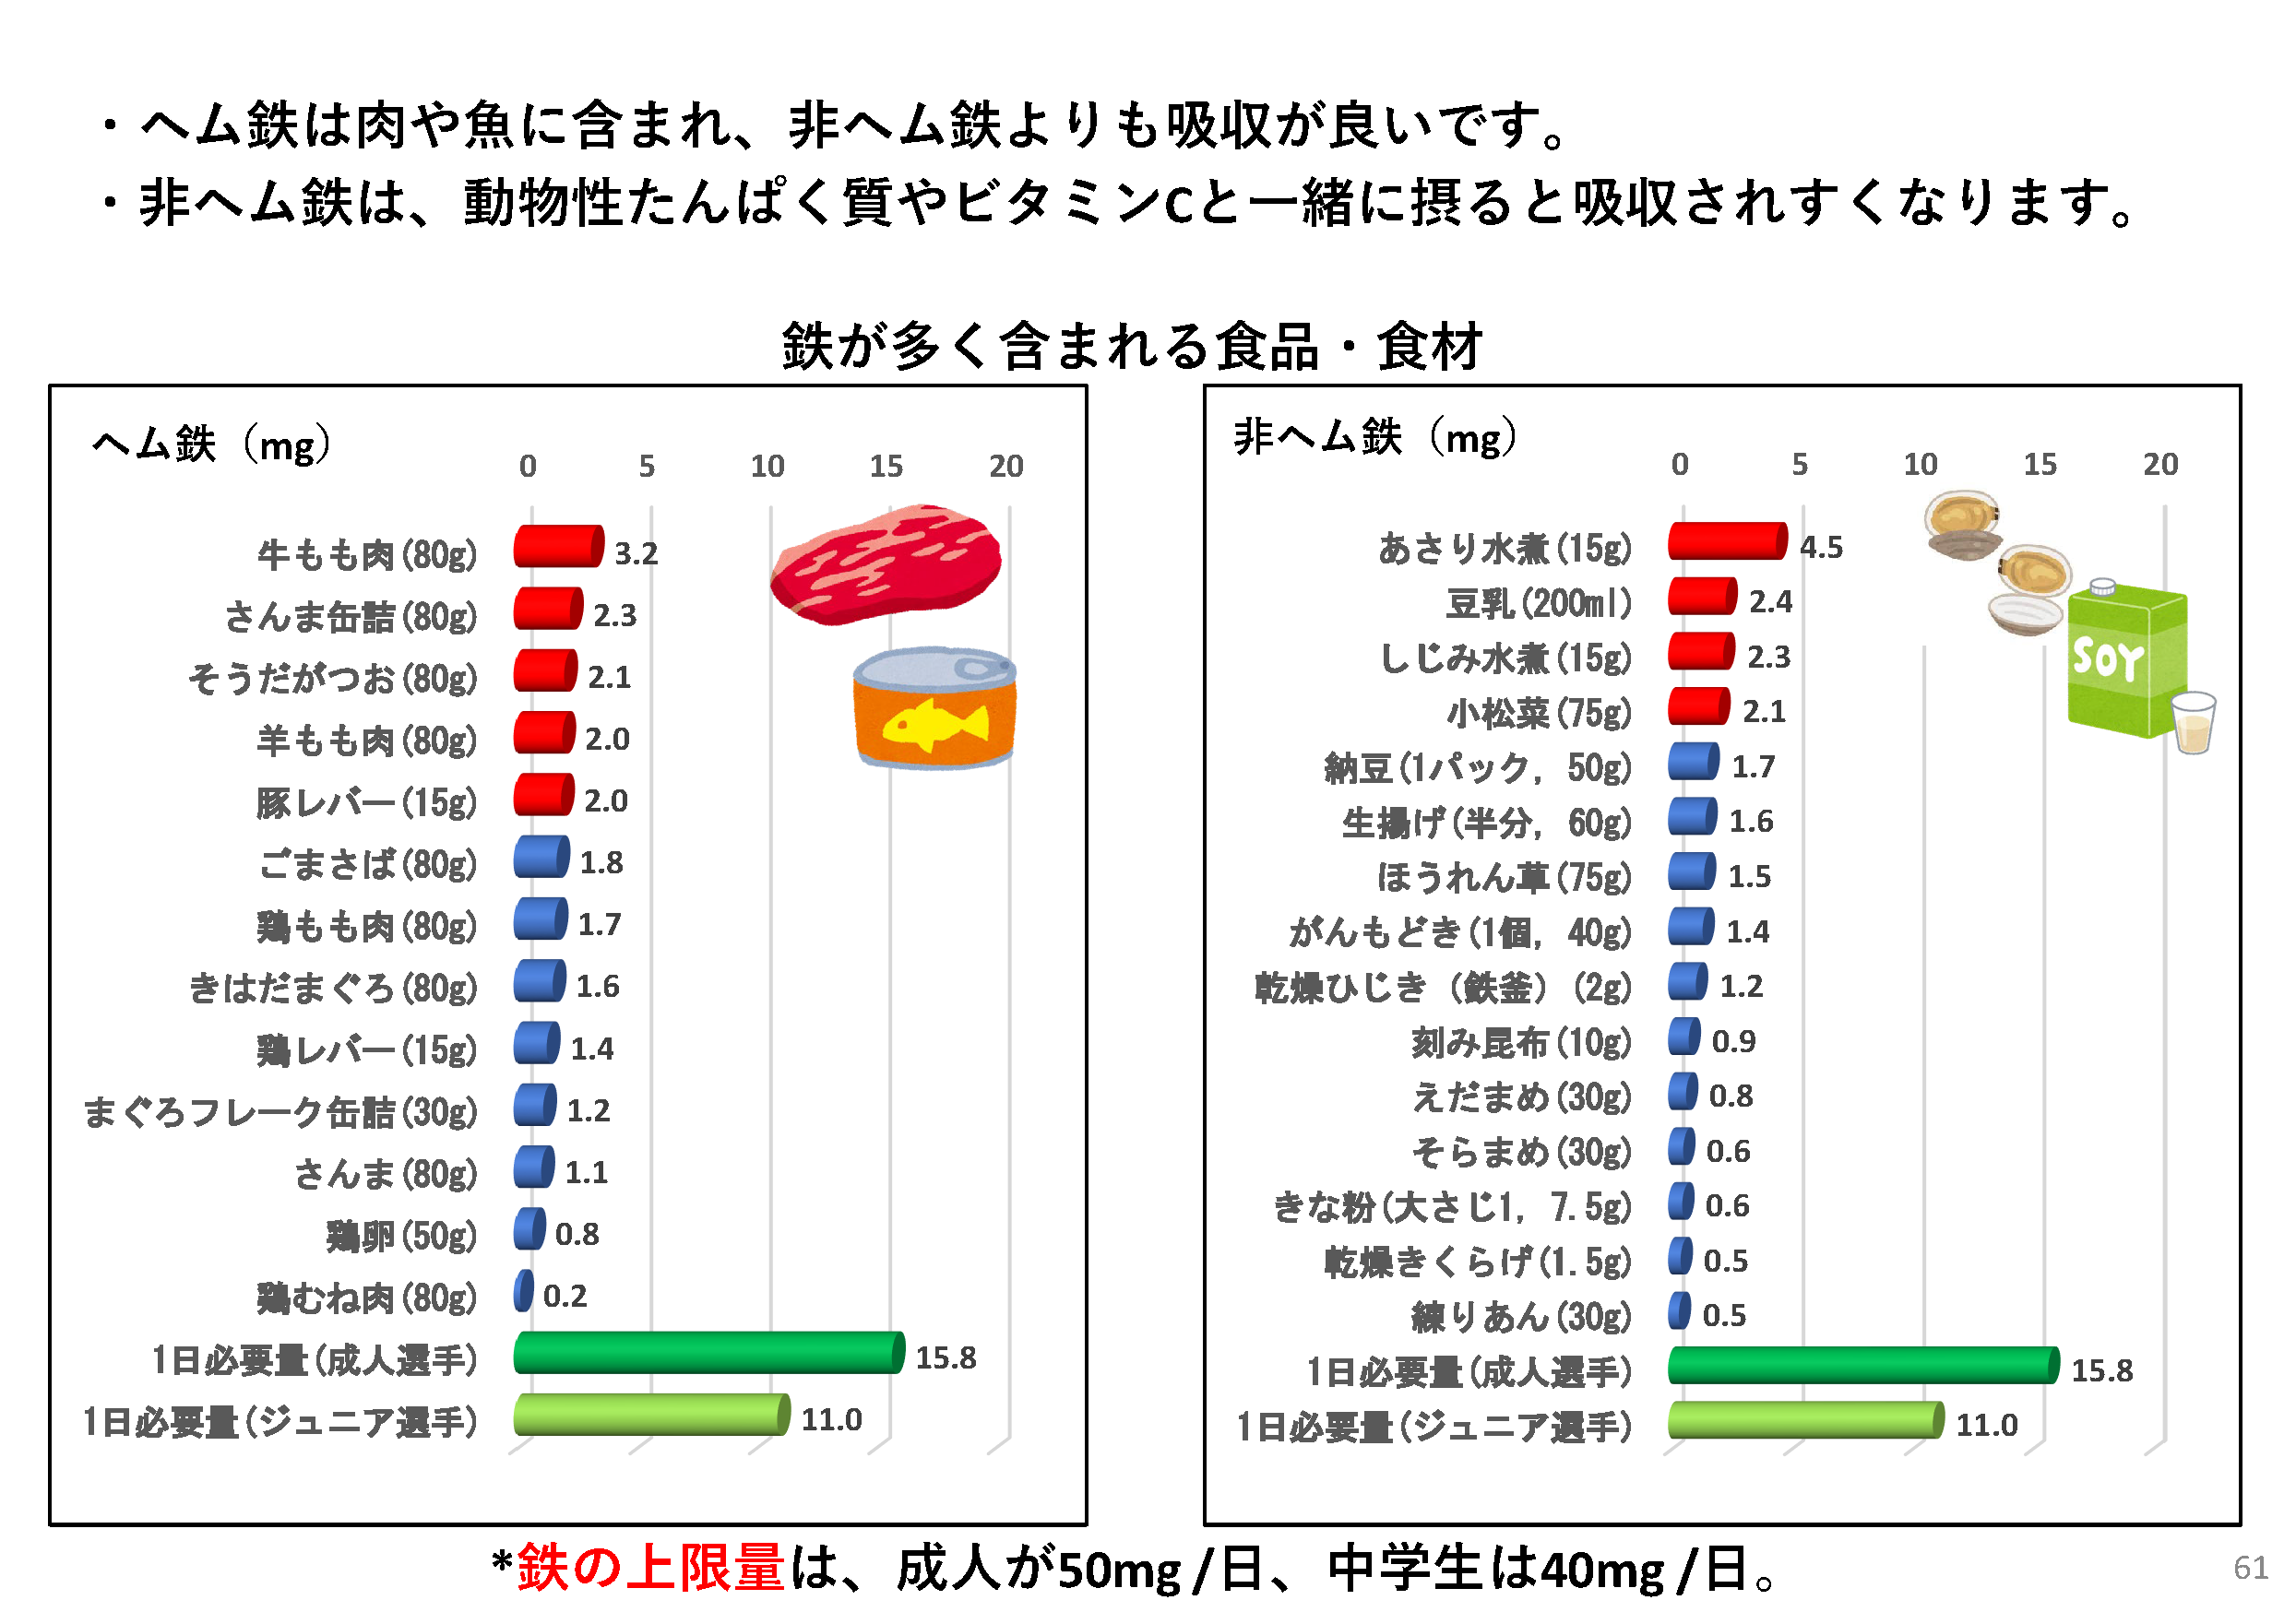 ・ヘム鉄は肉や魚に含まれ、非ヘム鉄よりも吸収が良いです。
・非ヘム鉄は、動物性たんぱく質やビタミンCと一緒に摂ると吸収されすくなります。
鉄が多く含まれる食品・食材
ヘム鉄（mg）
0 5 10 15 20
牛もも肉(80g) 3.2
さんま缶詰(80g) 2.3
そうだがつお(80g) 2.1
羊もも肉(80g) 2.0
豚レバー(15g) 2.0
ごまさば(80g) 1.8
鶏もも肉(80g) 1.7
きはだまぐろ(80g) 1.6
鶏レバー(15g) 1.4
まぐろフレーク缶詰(30g) 1.2
さんま(80g) 1.1
鶏卵(50g) 0.8
鶏むね肉(80g) 0.2
1日必要量(成人選手) 15.8
1日必要量(ジュニア選手) 11.0
非ヘム鉄（mg）
0 5 10 15 20
あさり水煮(15g) 4.5
豆乳(200ml) 2.4
しじみ水煮(15g) 2.3
小松菜(75g) 2.1
納豆(1パック, 50g) 1.7
生揚げ(半分, 60g) 1.6
ほうれん草(75g) 1.5
がんもどき(1個, 40g) 1.4
乾燥ひじき（鉄釜）(2g) 1.2
刻み昆布(10g) 0.9
えだまめ(30g) 0.8
そらまめ(30g) 0.6
きな粉(大さじ1, 7.5g) 0.6
乾燥きくらげ(1.5g) 0.5
練りあん(30g) 0.5
1日必要量(成人選手) 15.8
1日必要量(ジュニア選手) 11.0
SOY
*鉄の上限量は、成人が50mg /日、中学生は40mg /日。
61